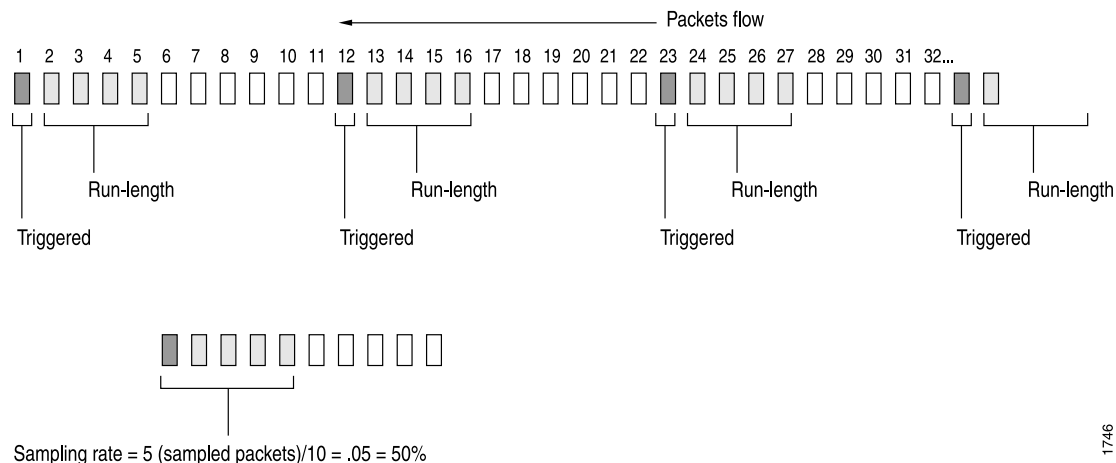 Packets flow
1 2 3 4 5 6 7 8 9 10 11 12 13 14 15 16 17 18 19 20 21 22 23 24 25 26 27 28 29 30 31 32...
Run-length Run-length Run-length Run-length
Triggered Triggered Triggered Triggered
Sampling rate = 5 (sampled packets)/10 = .05 = 50%
1746